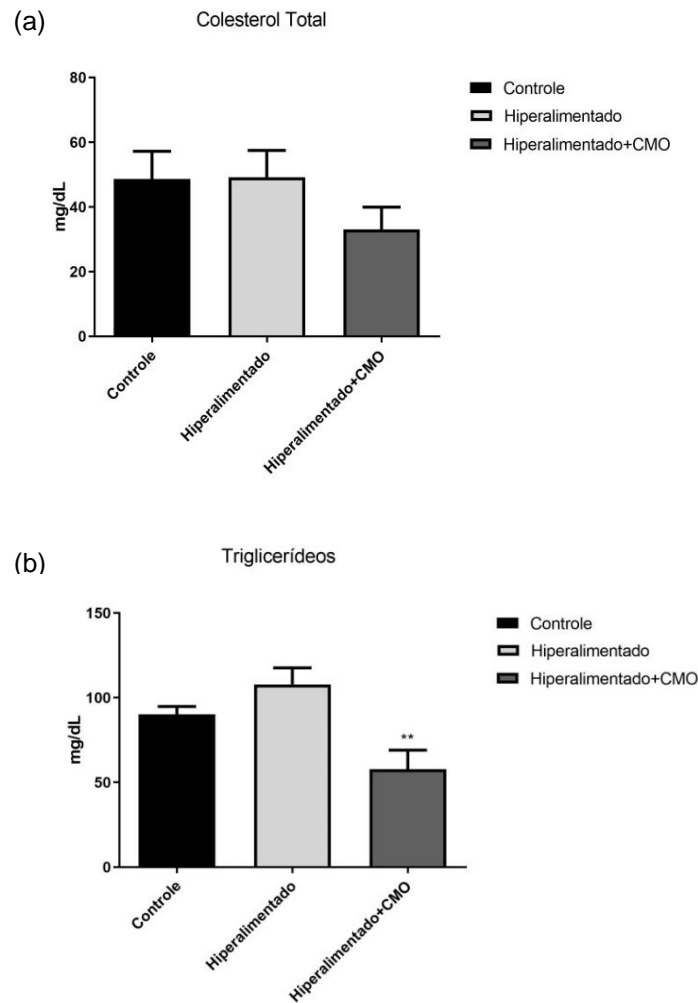 (a)
Colesterol Total
80
60
40
20
0
mg/dL
Controle
Hiperalimentado
Hiperalimentado+CMO
Controle
Hiperalimentado
Hiperalimentado+CMO
(b)
Triglicerídeos
150
100
50
0
mg/dL
**
Controle
Hiperalimentado
Hiperalimentado+CMO
Controle
Hiperalimentado
Hiperalimentado+CMO